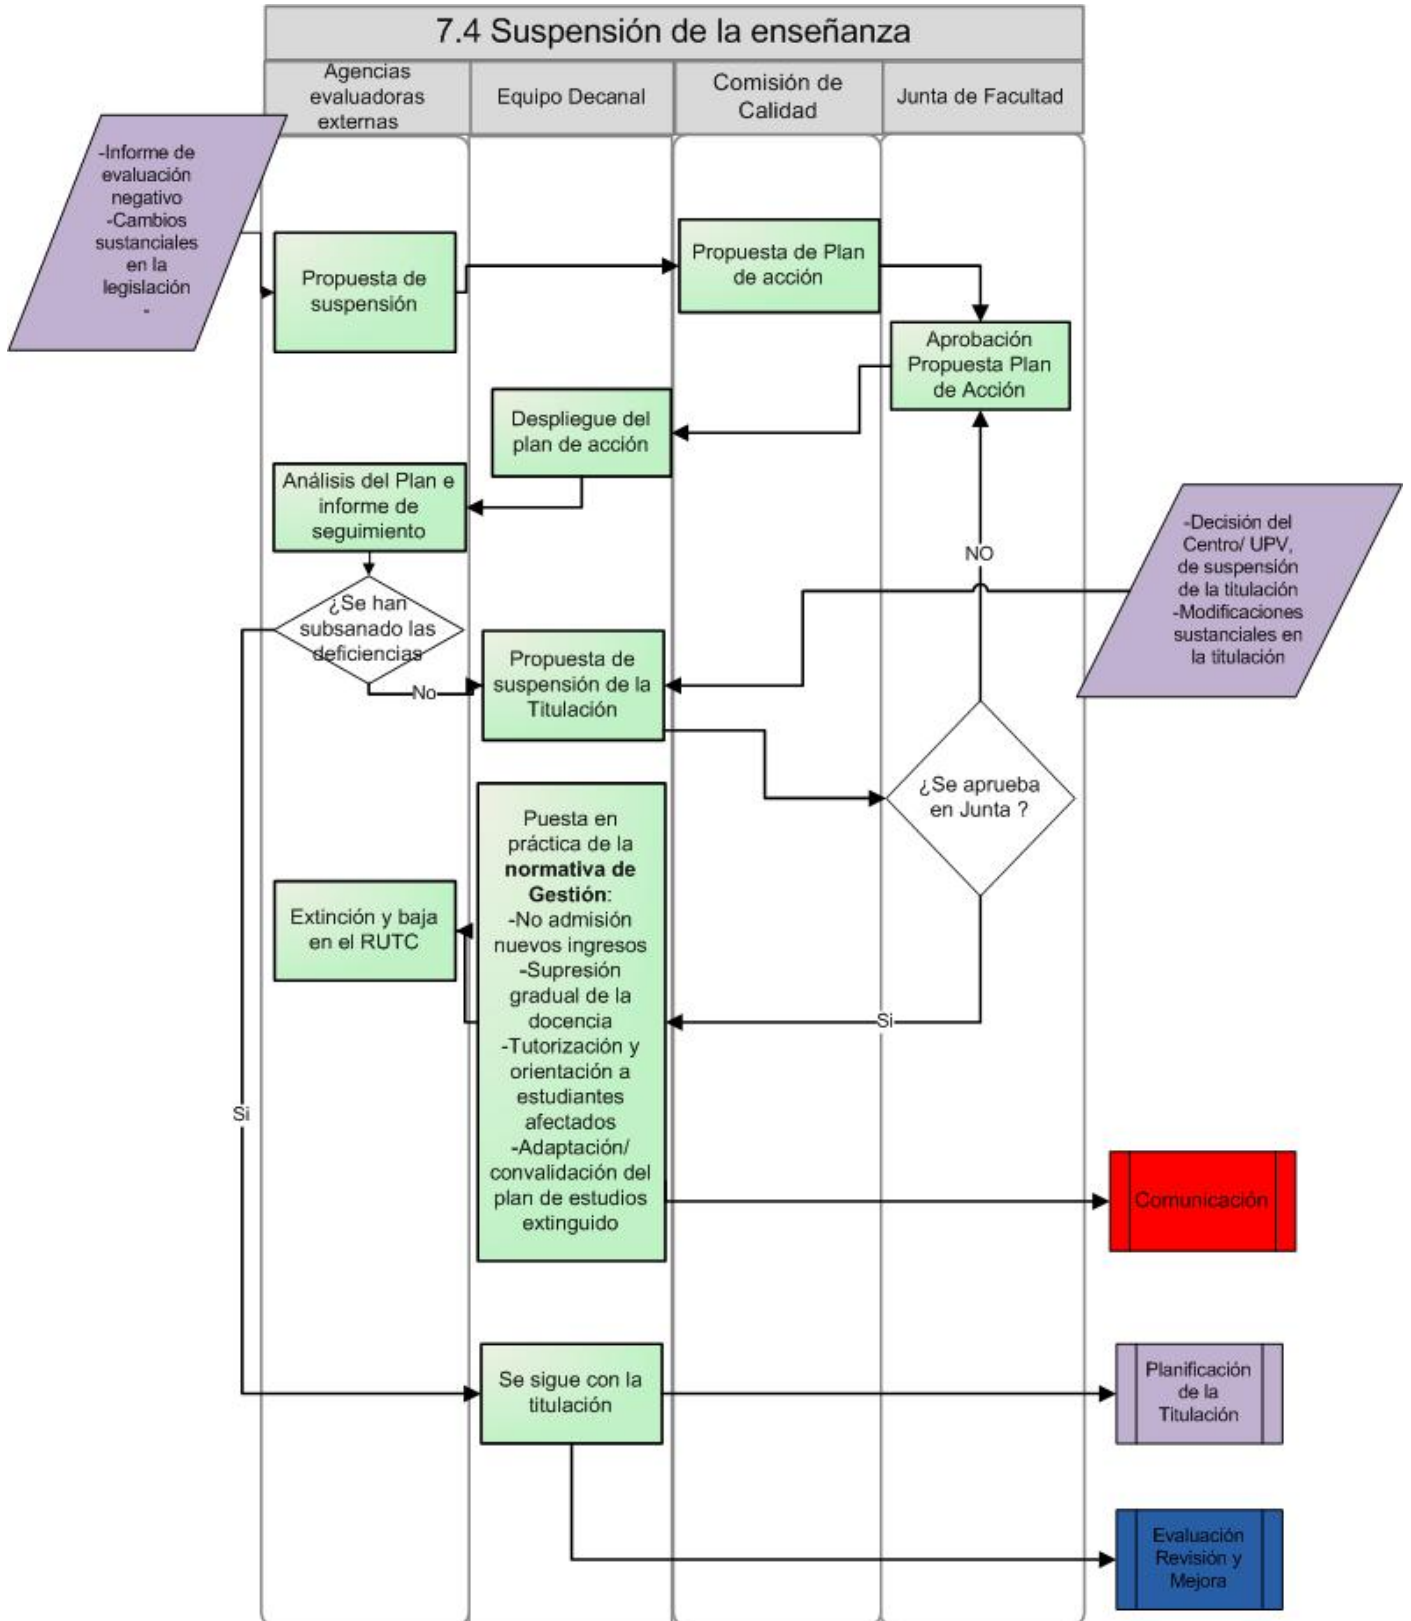 7.4 Suspensión de la enseñanza
Agencias
evaluadoras
externas
Equipo Decanal
Comisión de
Calidad
Junta de Facultad
-Informe de
evaluación
negativo
-Cambios
sustanciales
en la
legislación
-
Propuesta de
suspensión
Propuesta de Plan
de acción
Aprobación
Propuesta Plan
de Acción
Despliegue del
plan de acción
Análisis del Plan e
informe de
seguimiento
-Decisión del
Centro/ UPV,
de suspensión
de la titulación
-Modificaciones
sustanciales en
la titulación
NO
¿Se han
subsanado las
deficiencias
No
Propuesta de
suspensión de la
Titulación
¿Se aprueba
en Junta ?
Puesta en
práctica de la
normativa de
Gestión:
-No admisión
nuevos ingresos
-Supresión
gradual de la
docencia
-Tutorización y
orientación a
estudiantes
afectados
-Adaptación/
convalidación del
plan de estudios
extinguido
Extinción y baja
en el RUTC
Si
Si
Comunicación
Se sigue con la
titulación
Planificación
de la
Titulación
Evaluación
Revisión y
Mejora